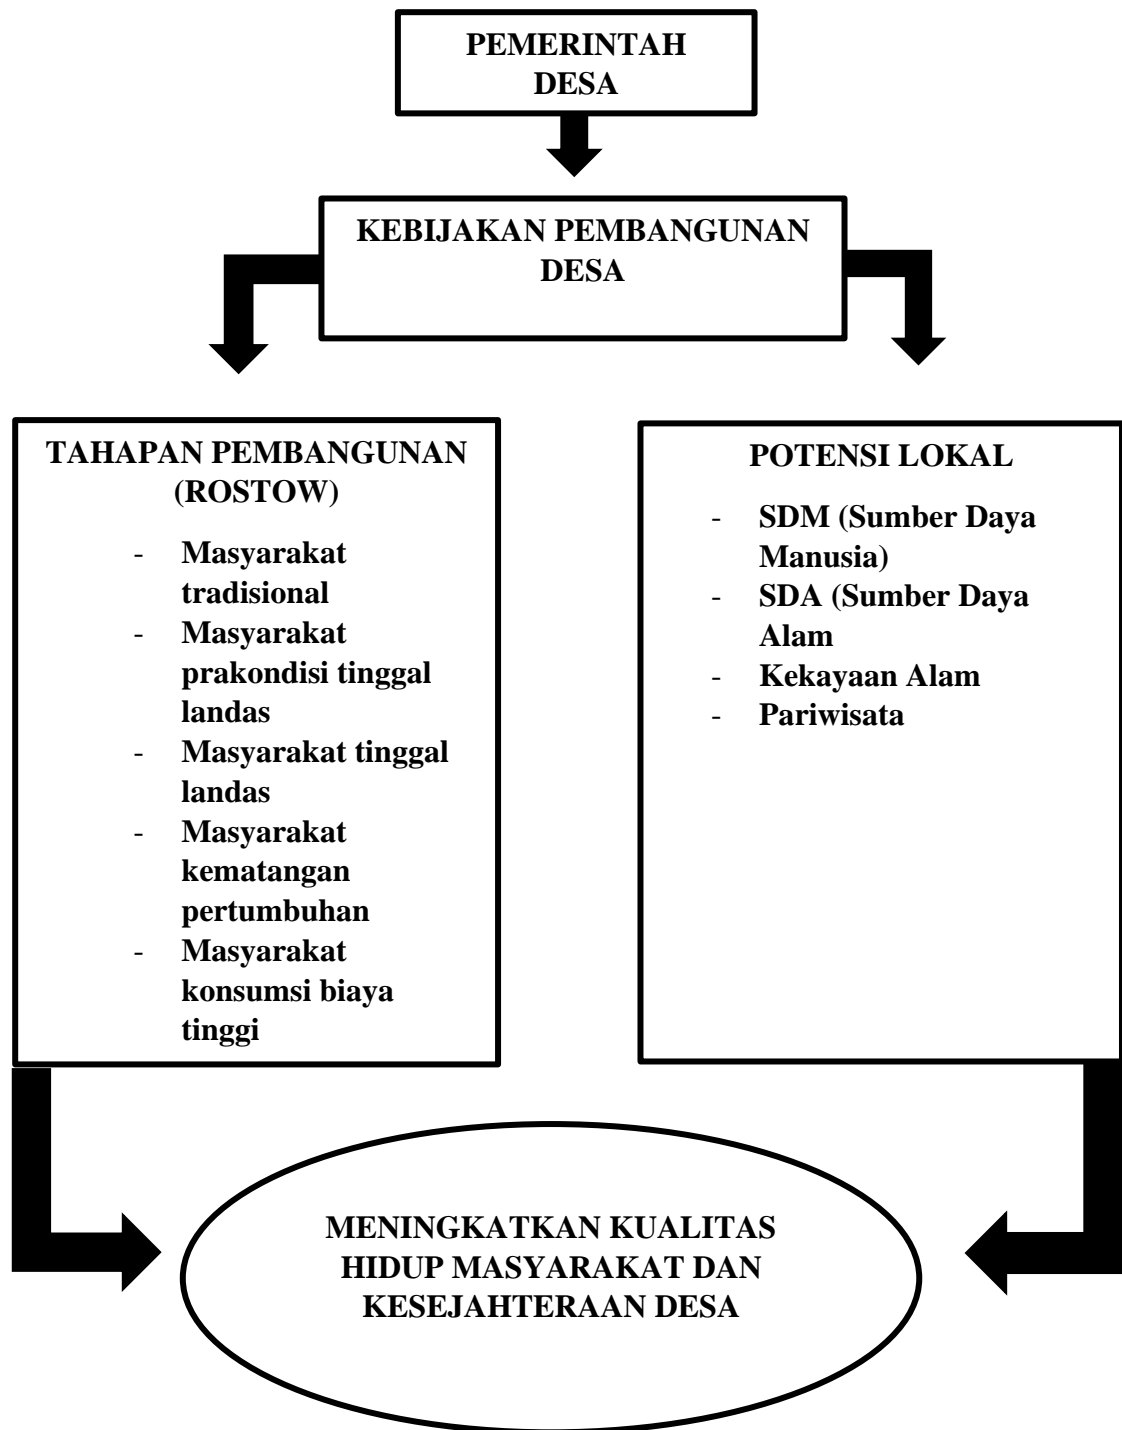 PEMERINTAH
DESA
KEBIJAKAN PEMBANGUNAN
DESA
TAHAPAN PEMBANGUNAN
(ROSTOW)
- Masyarakat
tradisional
- Masyarakat
prakondisi tinggal
landas
- Masyarakat tinggal
landas
- Masyarakat
kematangan
pertumbuhan
- Masyarakat
konsumsi biaya
tinggi
POTENSI LOKAL
- SDM (Sumber Daya
Manusia)
- SDA (Sumber Daya
Alam
- Kekayaan Alam
- Pariwisata
MENINGKATKAN KUALITAS
HIDUP MASYARAKAT DAN
KESEJAHTERAAN DESA